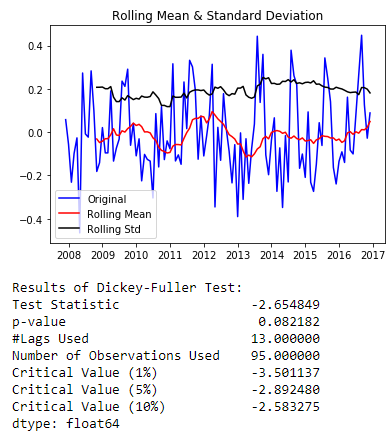 Rolling Mean & Standard Deviation
0.4
0.2
0.0
−0.2
−0.4
Original
Rolling Mean
Rolling Std
2008 2009 2010 2011 2012 2013 2014 2015 2016 2017
Results of Dickey-Fuller Test:
Test Statistic -2.654849
p-value 0.082182
#Lags Used 13.000000
Number of Observations Used 95.000000
Critical Value (1%) -3.501137
Critical Value (5%) -2.892480
Critical Value (10%) -2.583275
dtype: float64